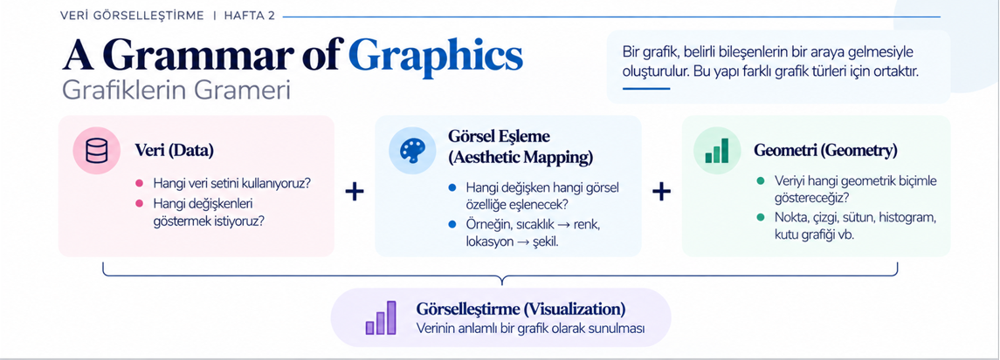 VERİ GÖRSELLEŞTİRME | HAFTA 2
A Grammar of Graphics
Grafiklerin Grameri
Bir grafik, belirli bileşenlerin bir araya gelmesiyle
oluşturulur. Bu yapı farklı grafik türleri için ortaktır.
Veri (Data)
Hangi veri setini kullanıyoruz?
Hangi değişkenleri
göstermek istiyoruz?
+
Görsel Eşleme
(Aesthetic Mapping)
Hangi değişken hangi görsel
özelliğe eşlenecek?
Örneğin, sıcaklık → renk,
lokasyon → şekil.
+
Geometri (Geometry)
Veriyi hangi geometrik biçimle
göstereceğiz?
Nokta, çizgi, sütun, histogram,
kutu grafiği vb.
Görselleştirme (Visualization)
Verinin anlamlı bir grafik olarak sunulması